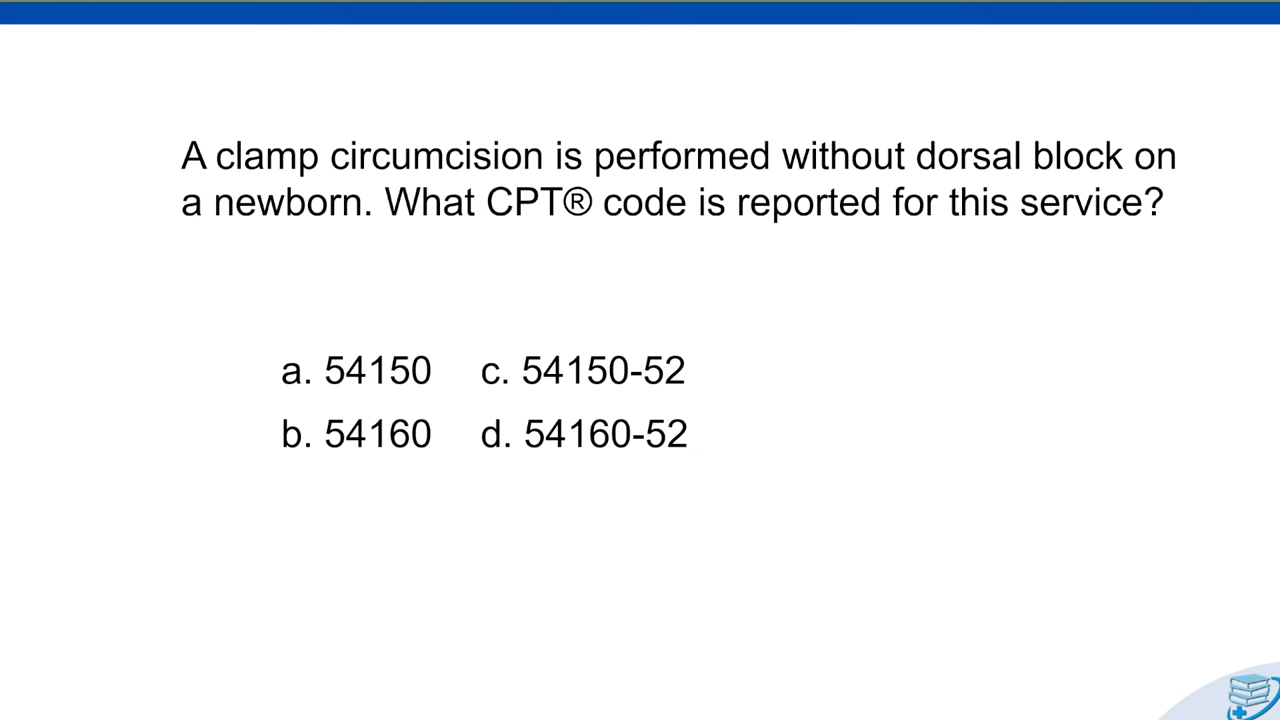 A clamp circumcision is performed without dorsal block on
a newborn. What CPT® code is reported for this service?
a. 54150 c. 54150-52
b. 54160 d. 54160-52